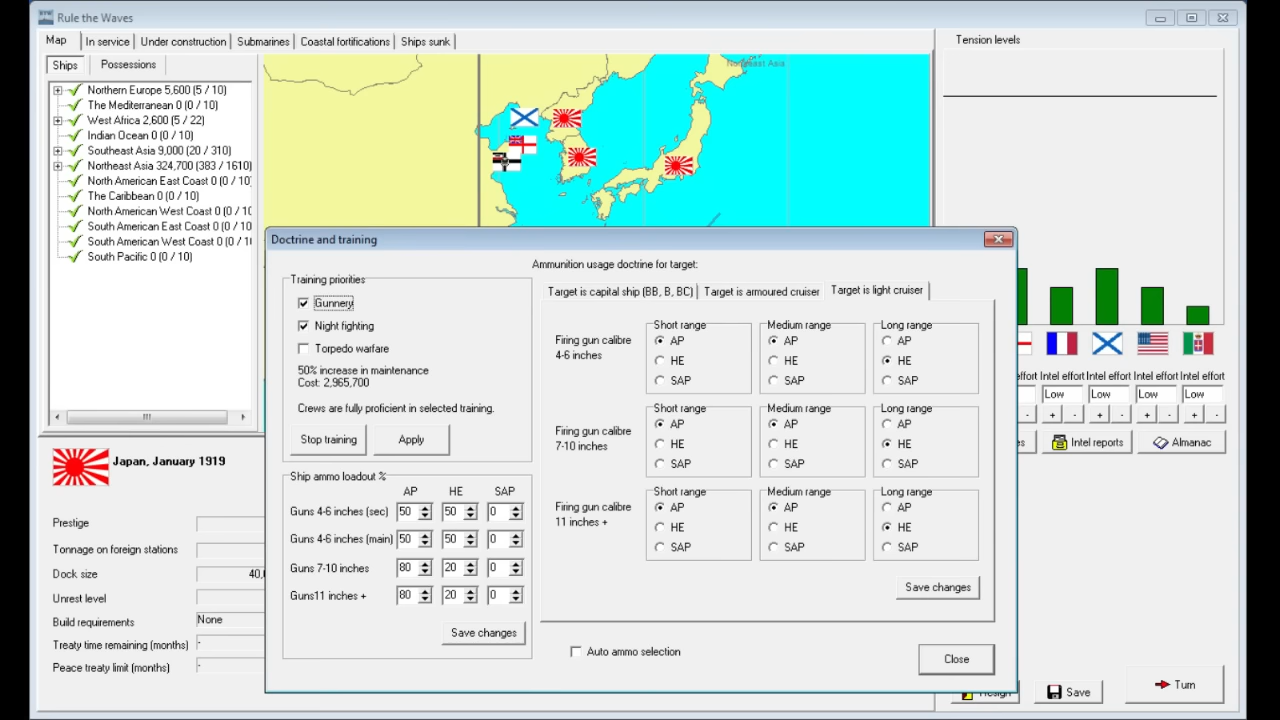 Rule the Waves
Map
In service
Under construction
Submarines
Coastal fortifications
Ships sunk
Tension levels
Ships
Possessions
Northern Europe 5,600 (5 / 10)
The Mediterranean 0 (0 / 10)
West Africa 2,600 (5 / 22)
Indian Ocean 0 (0 / 10)
Southeast Asia 9,000 (20 / 310)
Northeast Asia 324,700 (383 / 1610)
North American East Coast 0 (0 / 10)
The Caribbean 0 (0 / 10)
North American West Coast 0 (0 / 10
South American East Coast 0 (0 / 10
South American West Coast 0 (0 / 1
South Pacific 0 (0 / 10)
Northeast Asia
Doctrine and training
Training priorities
Gunnery
Night fighting
Torpedo warfare
50% increase in maintenance
Cost: 2,965,700
Crews are fully proficient in selected training.
Stop training
Apply
Ship ammo loadout %
AP HE SAP
Guns 4-6 inches (sec) 50 50 0
Guns 4-6 inches (main) 50 50 0
Guns 7-10 inches 80 20 0
Guns11 inches + 80 20 0
Save changes
Ammunition usage doctrine for target:
Target is capital ship (BB, B, BC)
Target is armoured cruiser
Target is light cruiser
Firing gun calibre
4-6 inches
Short range
AP
HE
SAP
Medium range
AP
HE
SAP
Long range
AP
HE
SAP
Firing gun calibre
7-10 inches
Short range
AP
HE
SAP
Medium range
AP
HE
SAP
Long range
AP
HE
SAP
Firing gun calibre
11 inches +
Short range
AP
HE
SAP
Medium range
AP
HE
SAP
Long range
AP
HE
SAP
Save changes
Auto ammo selection
Close
Intel effort Intel effort Intel effort Intel effort
Low Low Low Low
- + - + - + - + -
Intel reports
Almanac
Japan, January 1919
Prestige
Tonnage on foreign stations
Dock size 40,
Unrest level
Build requirements None
Treaty time remaining (months) -
Peace treaty limit (months) -
Save
Turn